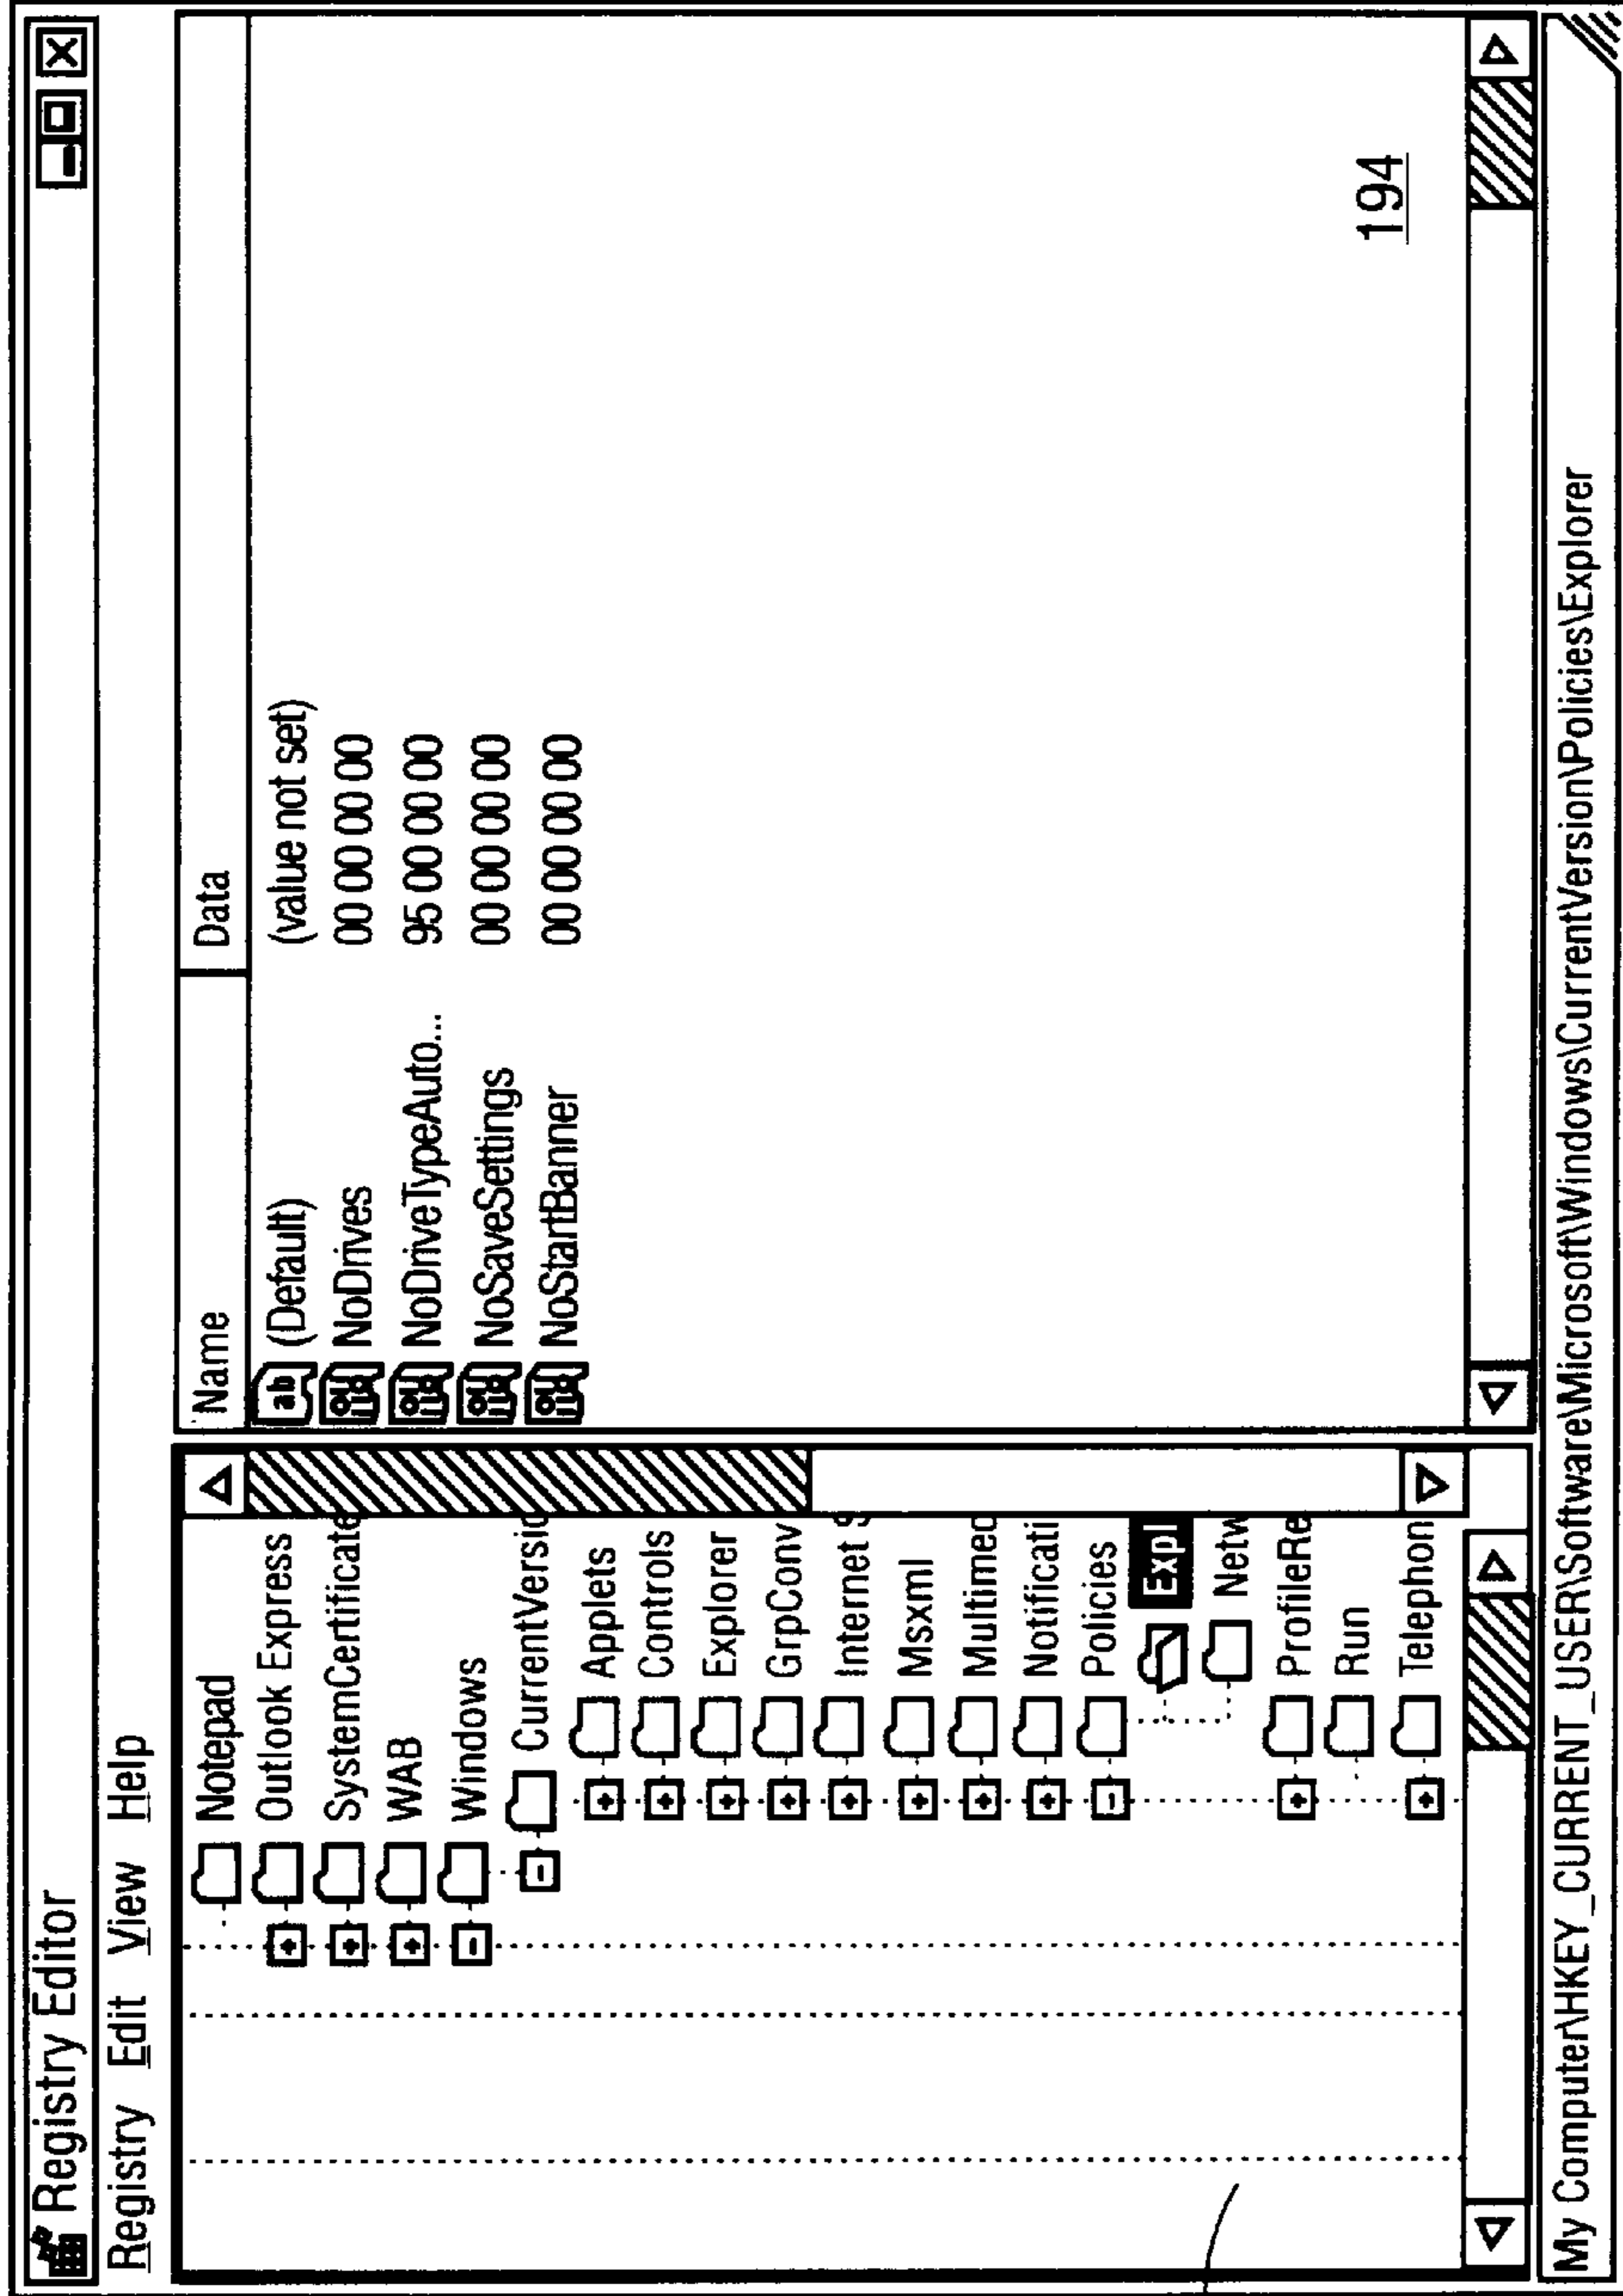 Registry Editor
Registry Edit View Help
Notepad
Outlook Express
SystemCertificate
WAB
Windows
CurrentVersic
Applets
Controls
Explorer
GrpConv
Internet S
Msxml
Multimed
Notificati
Policies
Expl
Netw
ProfileRe
Run
Telephon
Name Data
ab (Default) (value not set)
NoDrives 00 00 00 00
NoDriveTypeAuto... 95 00 00 00
NoSaveSettings 00 00 00 00
NoStartBanner 00 00 00 00
194
My Computer\HKEY_CURRENT_USER\Software\Microsoft\Windows\CurrentVersion\Policies\Explorer